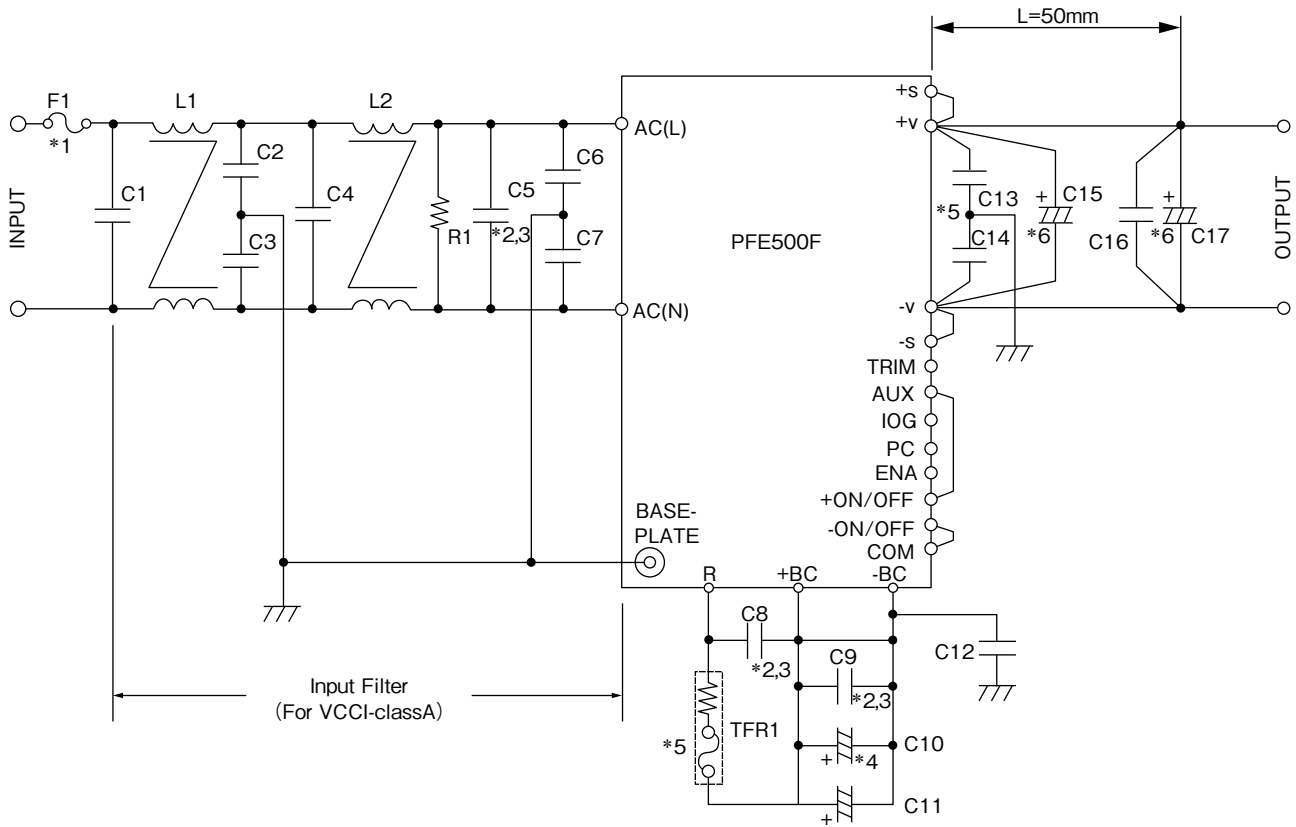 L=50mm
F1
L1
L2
+s
+v
*1
AC(L)
C2
C6
C1
C4
C5
C13
C15
+
+
INPUT
R1
*2,3
*5
PFE500F
C3
C7
C14
*6
C16
*6
C17
OUTPUT
AC(N)
-v
-s
TRIM
AUX
IOG
PC
ENA
+ON/OFF
BASE-
PLATE
-ON/OFF
COM
R
+BC
-BC
C8
C12
*2,3
C9
*2,3
Input Filter
(For VCCI-classA)
TFR1
*5
C10
+
*4
C11
+